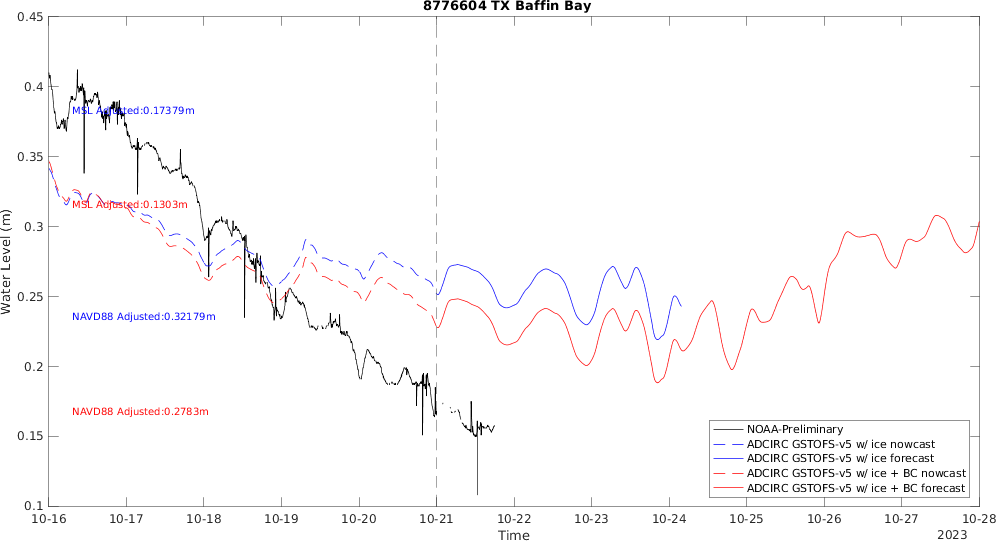 8776604 TX Baffin Bay
0.45
0.4
0.35
0.3
0.25
0.2
0.15
0.1
Water Level (m)
MSL Adjusted:0.17379m
MSL Adjusted:0.1303m
NAVD88 Adjusted:0.32179m
NAVD88 Adjusted:0.2783m
NOAA-Preliminary
ADCIRC GSTOFS-v5 w/ ice nowcast
ADCIRC GSTOFS-v5 w/ ice forecast
ADCIRC GSTOFS-v5 w/ ice + BC nowcast
ADCIRC GSTOFS-v5 w/ ice + BC forecast
10-16 10-17 10-18 10-19 10-20 10-21 10-22 10-23 10-24 10-25 10-26 10-27 10-28
Time
2023